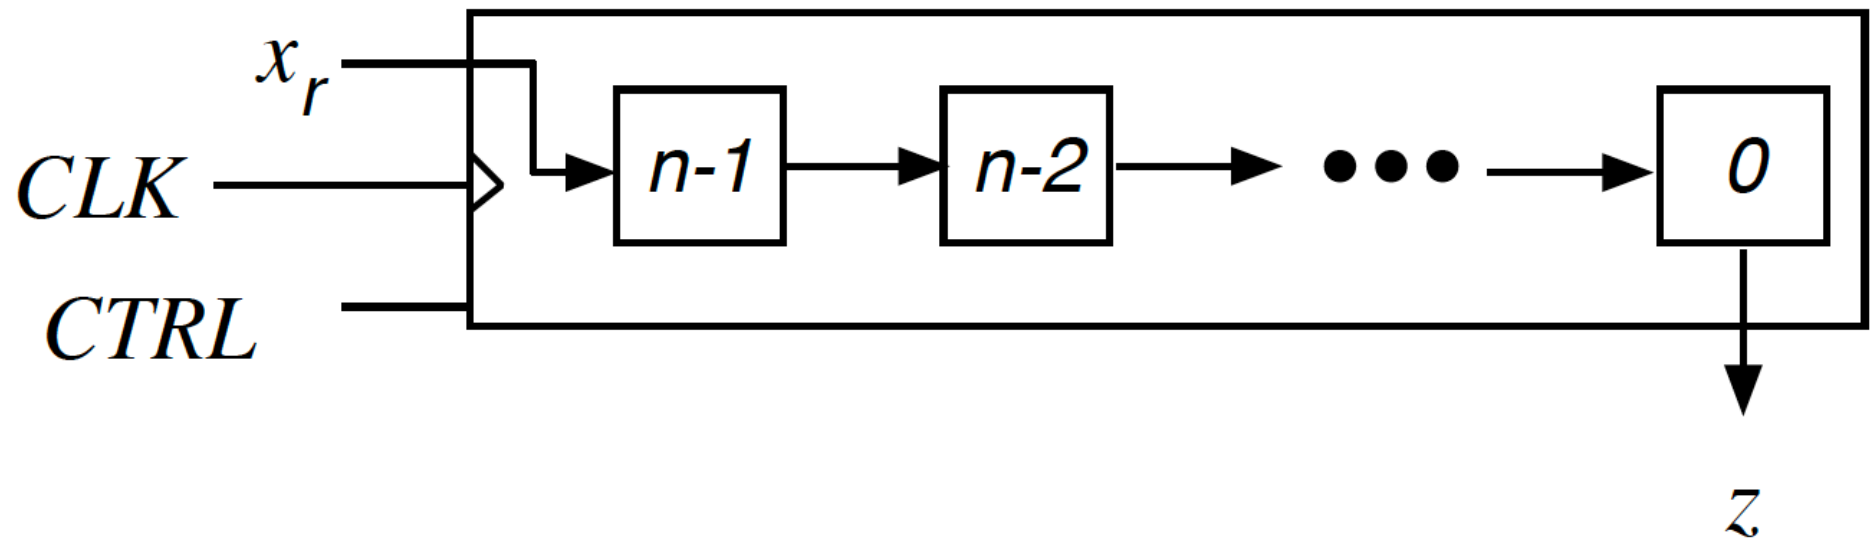 x_r
n-1 n-2 ••• 0
CLK
CTRL
z